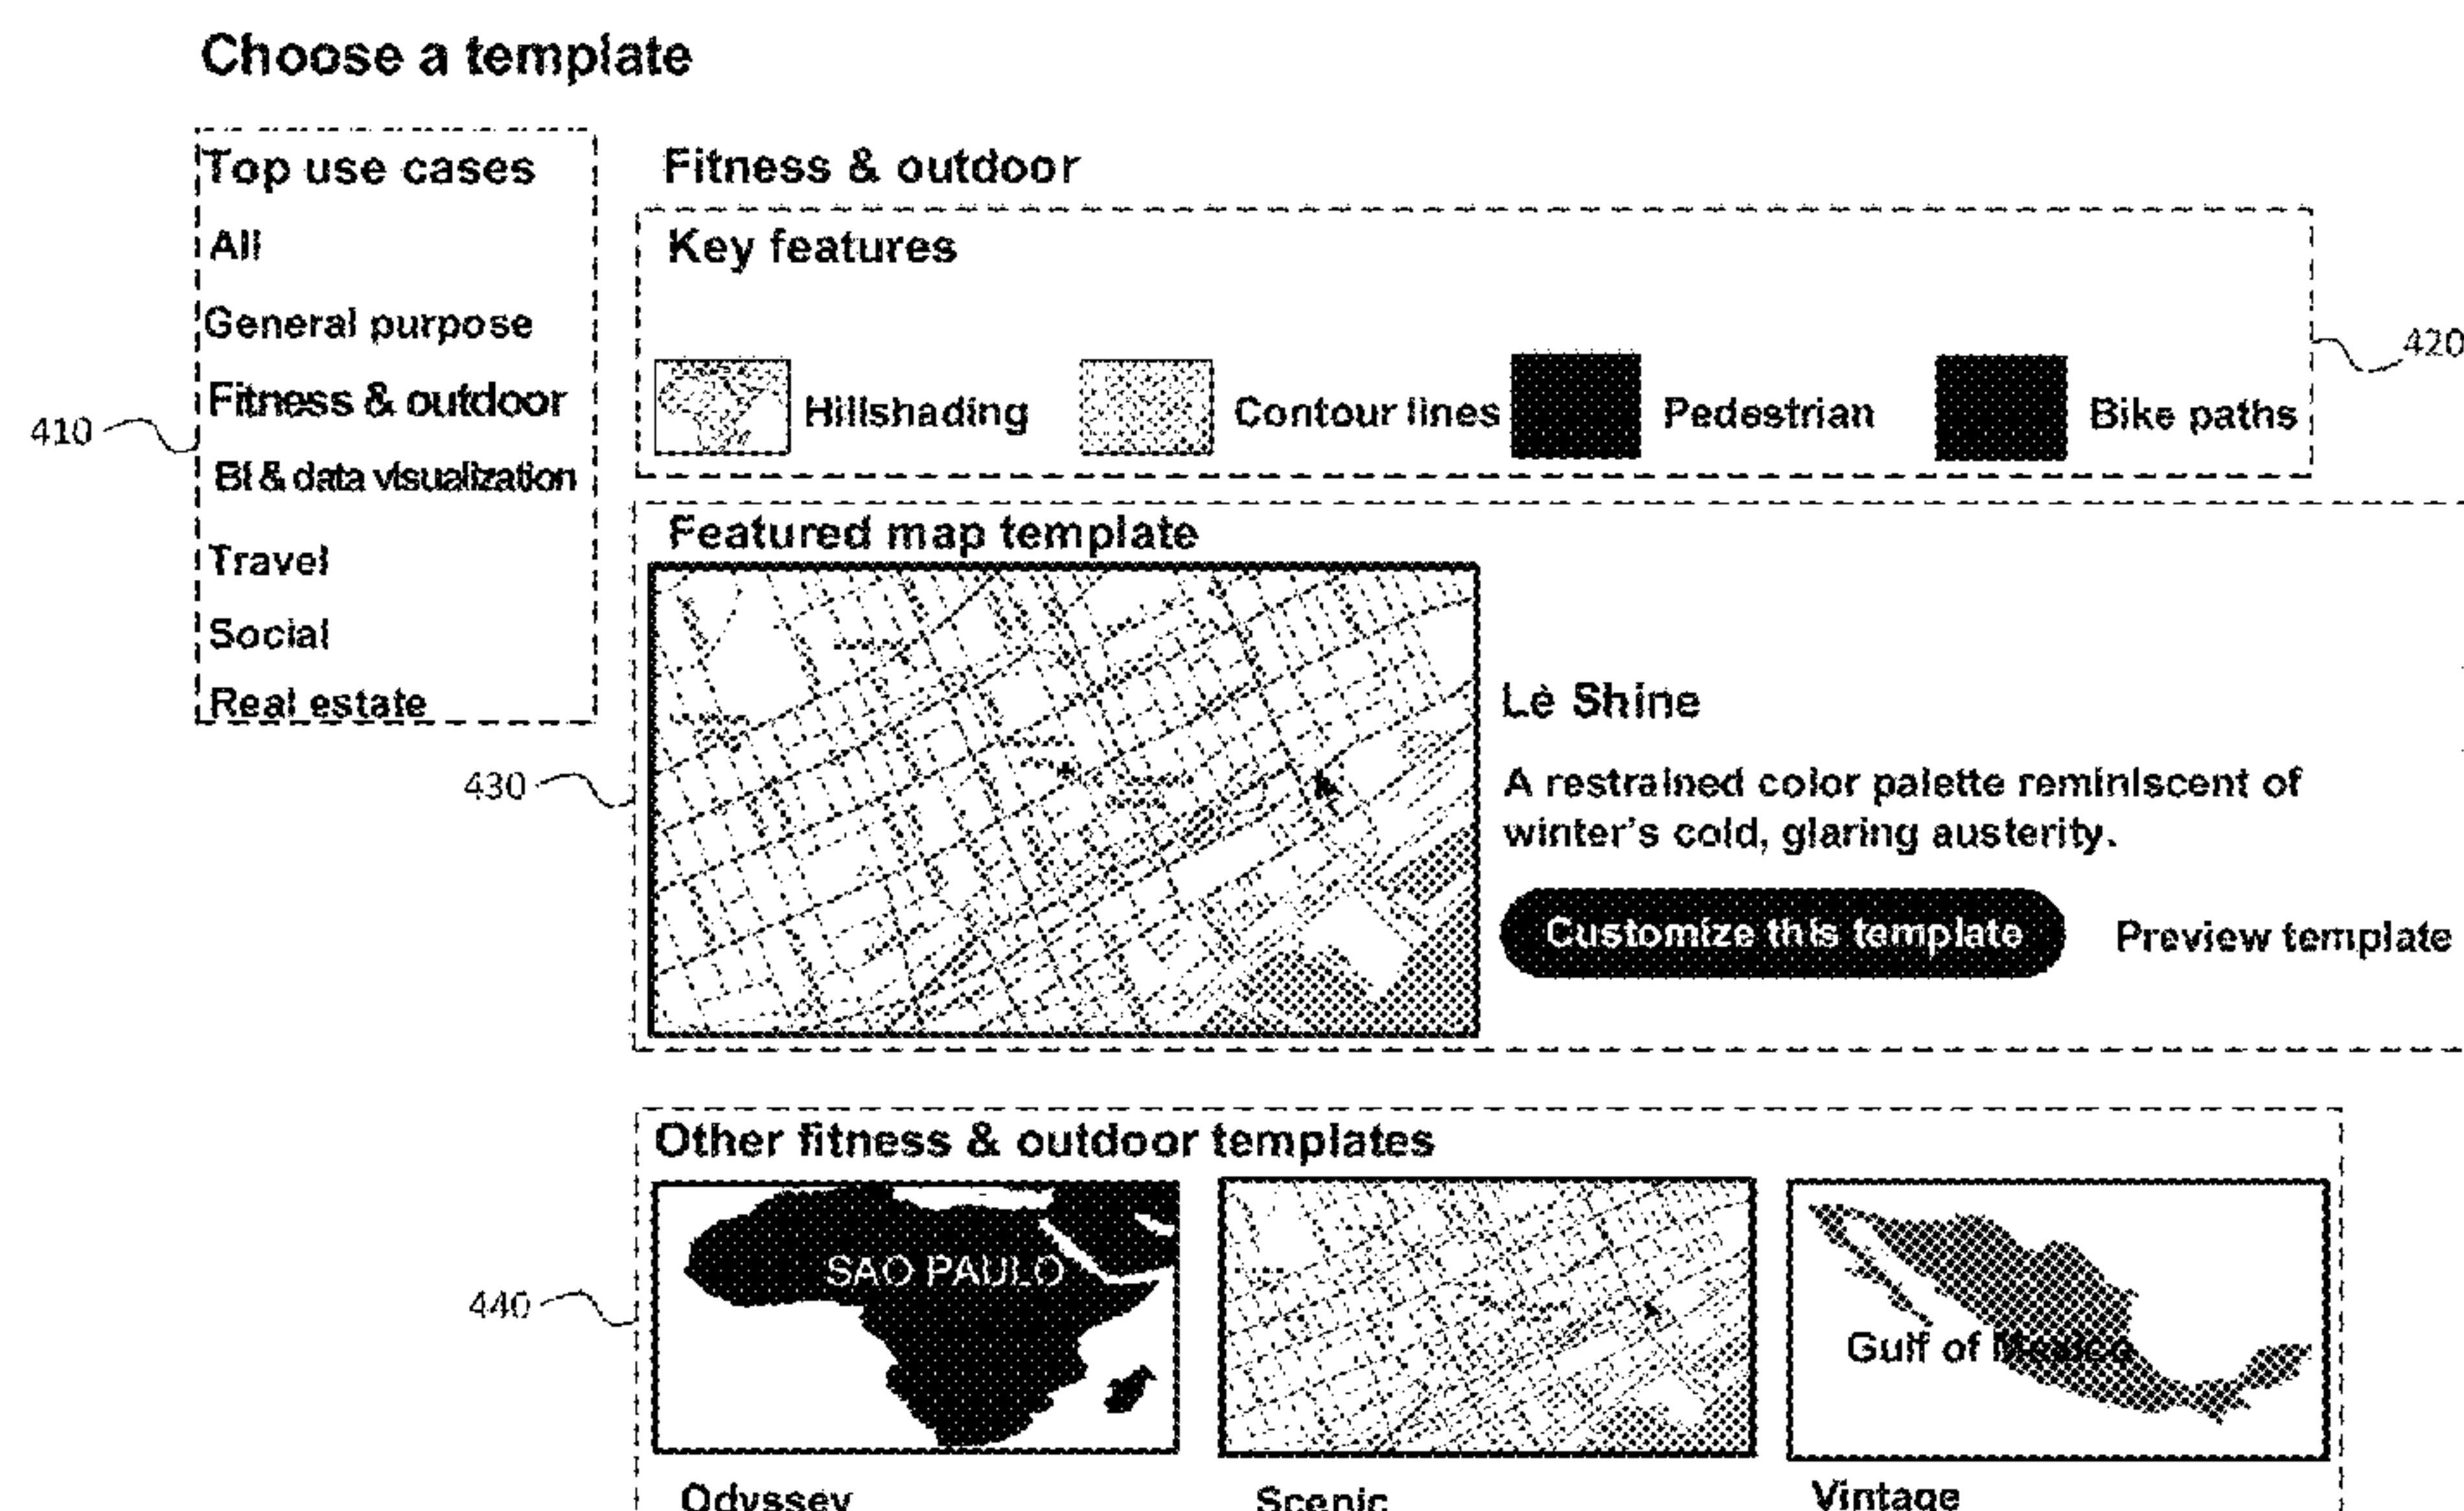 Choose a template
Top use cases
All
General purpose
Fitness & outdoor
BI & data visualization
Travel
Social
Real estate
410
Fitness & outdoor
Key features
Hillshading
Contour lines
Pedestrian
Bike paths
420
Featured map template
430
Lè Shine
A restrained color palette reminiscent of
winter's cold, glaring austerity.
Customize this template
Preview template
Other fitness & outdoor templates
440
SAO PAULO
Gulf of Mexico
Odyssey
Scenic
Vintage